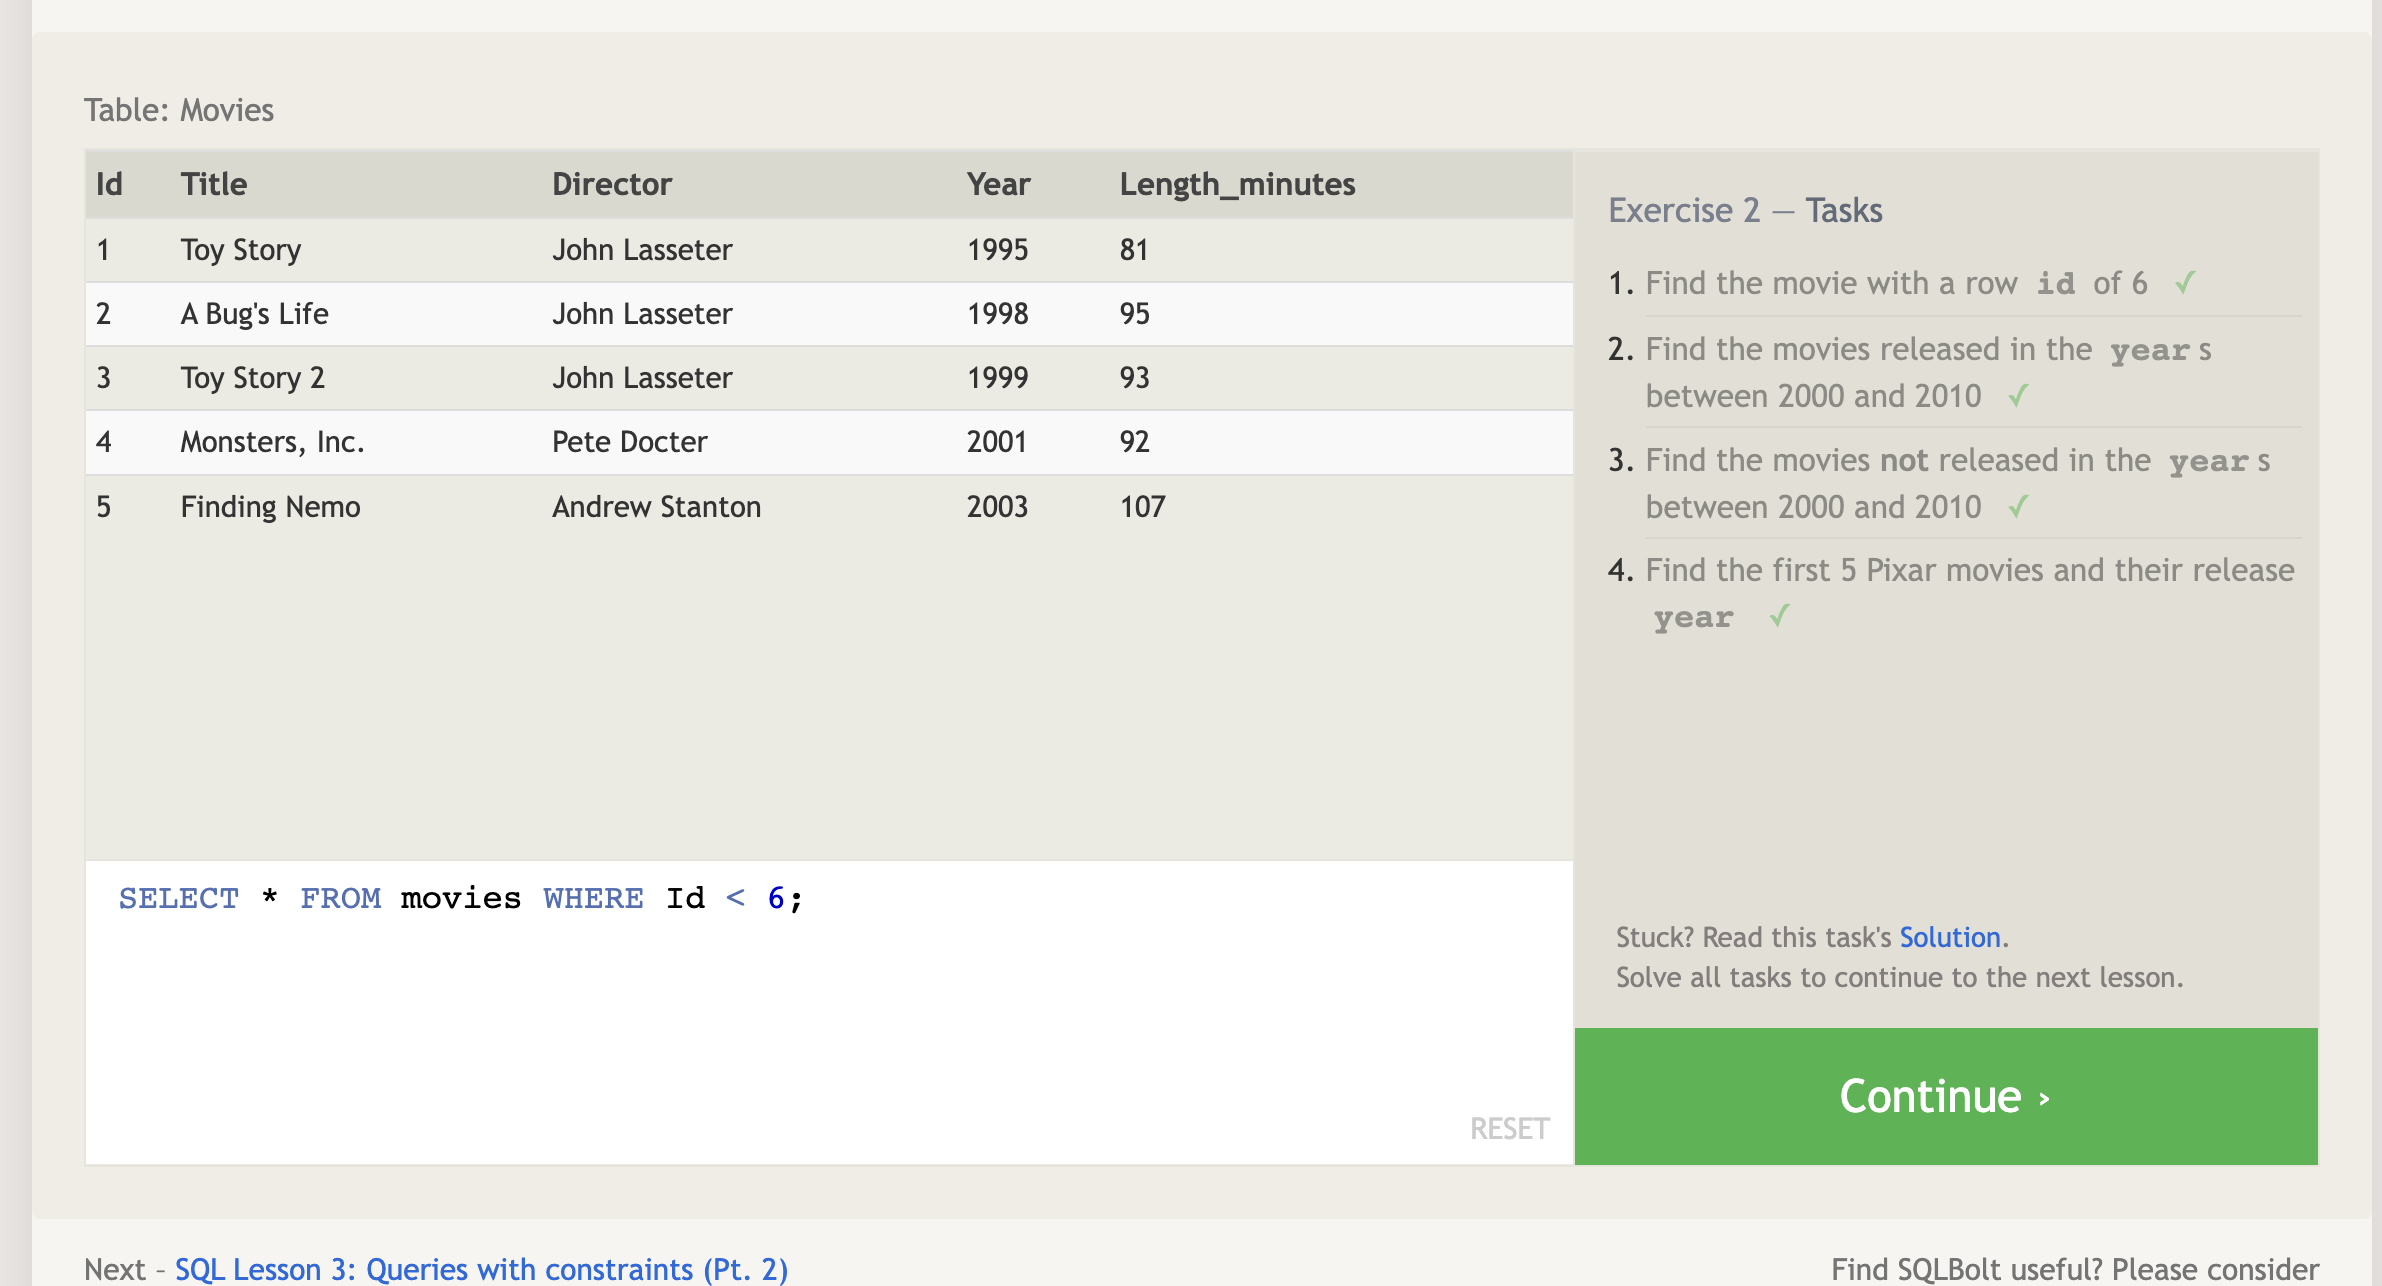 Table: Movies
Id Title Director Year Length_minutes
1 Toy Story John Lasseter 1995 81
2 A Bug's Life John Lasseter 1998 95
3 Toy Story 2 John Lasseter 1999 93
4 Monsters, Inc. Pete Docter 2001 92
5 Finding Nemo Andrew Stanton 2003 107
SELECT * FROM movies WHERE Id < 6;
RESET
Exercise 2 — Tasks
1. Find the movie with a row id of 6 ✓
2. Find the movies released in the years
between 2000 and 2010 ✓
3. Find the movies not released in the years
between 2000 and 2010 ✓
4. Find the first 5 Pixar movies and their release
year ✓
Stuck? Read this task's Solution.
Solve all tasks to continue to the next lesson.
Continue ›
Next – SQL Lesson 3: Queries with constraints (Pt. 2)
Find SQLBolt useful? Please consider